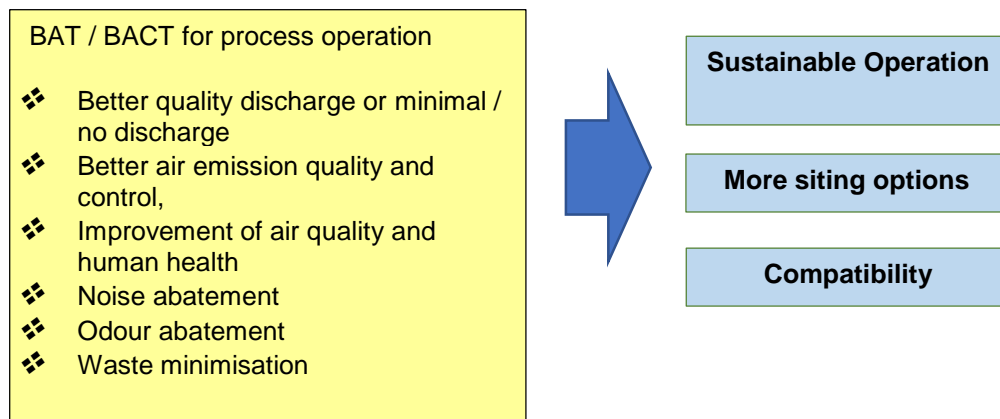 BAT / BACT for process operation
Better quality discharge or minimal /
no discharge
Better air emission quality and
control,
Improvement of air quality and
human health
Noise abatement
Odour abatement
Waste minimisation
Sustainable Operation
More siting options
Compatibility